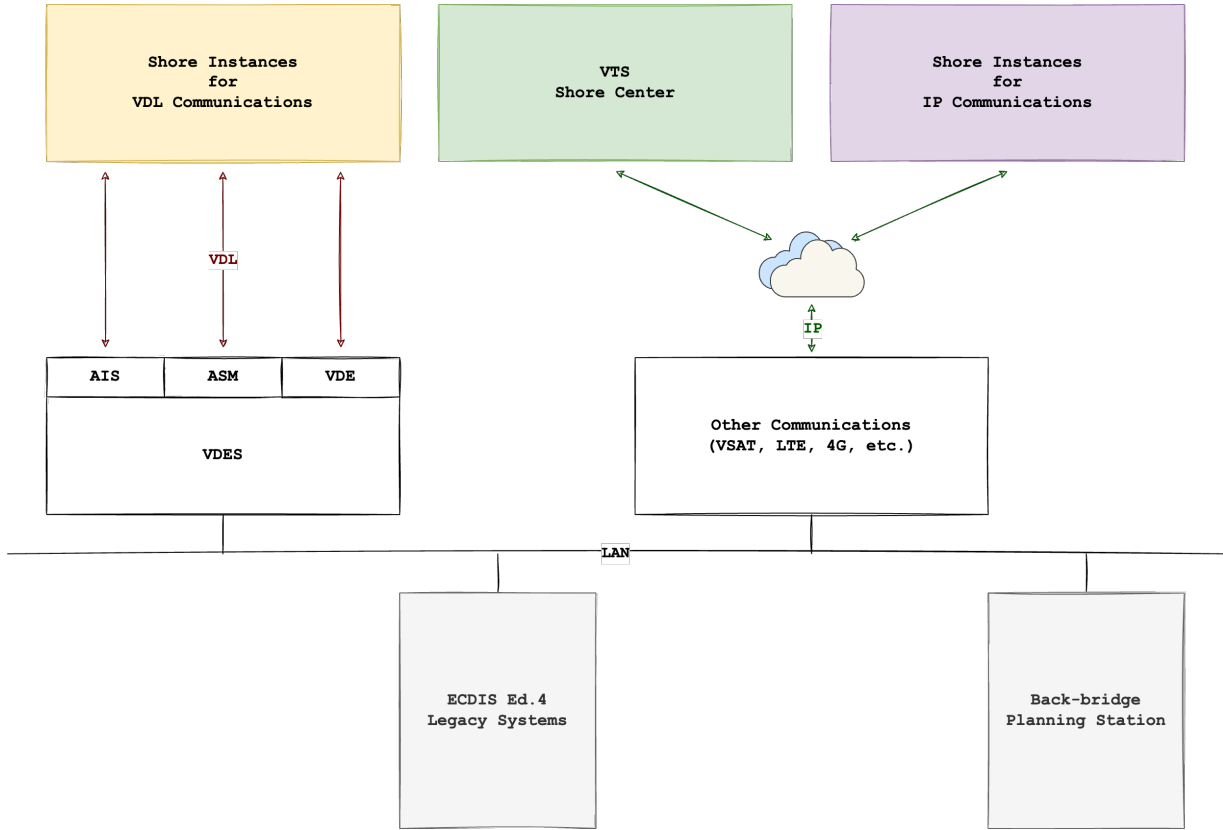 Shore Instances
for
VDL Communications
VTS
Shore Center
Shore Instances
for
IP Communications
VDL
IP
AIS
ASM
VDE
VDES
Other Communications
(VSAT, LTE, 4G, etc.)
LAN
ECDIS Ed.4
Legacy Systems
Back-bridge
Planning Station